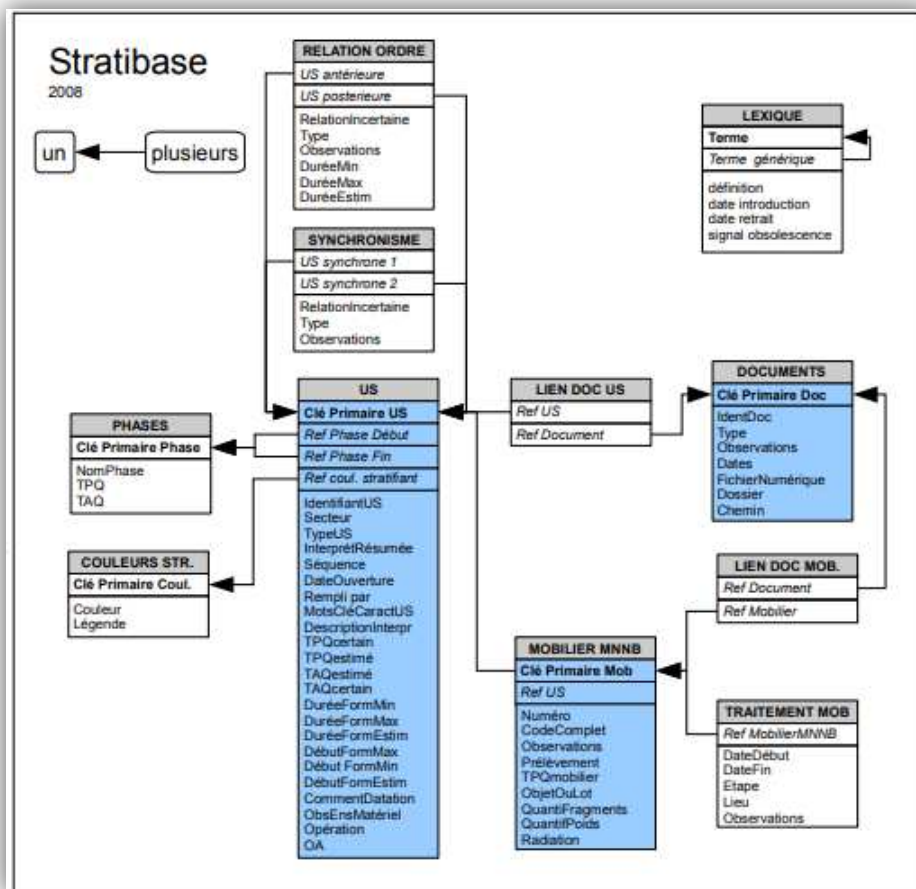 Stratibase
2008
un
plusieurs
RELATION ORDRE
US antérieure
US posterieure
RelationIncertaine
Type
Observations
DuréeMin
DuréeMax
DuréeEstim
LEXIQUE
Terme
Terme générique
définition
date introduction
date retrait
signal obsolescence
SYNCHRONISME
US synchrone 1
US synchrone 2
RelationIncertaine
Type
Observations
US
Clé Primaire US
Ref Phase Début
Ref Phase Fin
Ref coul. stratifiant
IdentifiantUS
Secteur
TypeUS
InterprétRésumée
Séquence
DateOuverture
Rempli par
MotsCléCaractUS
DescriptionInterpr
TPQcertain
TPQestimé
TAQestimé
TAQcertain
DuréeFormMin
DuréeFormMax
DuréeFormEstim
DébutFormMax
Début FormMin
DébutFormEstim
CommentDatation
ObsEnsMatériel
Opération
OA
PHASES
Clé Primaire Phase
NomPhase
TPQ
TAQ
COULEURS STR.
Clé Primaire Coul.
Couleur
Légende
LIEN DOC US
Ref US
Ref Document
DOCUMENTS
Clé Primaire Doc
IdentDoc
Type
Observations
Dates
FichierNumérique
Dossier
Chemin
LIEN DOC MOB.
Ref Document
Ref Mobilier
MOBILIER MNNB
Clé Primaire Mob
Ref US
Numéro
CodeComplet
Observations
Prélèvement
TPQmobilier
ObjetOuLot
QuantiFragments
QuantifPoids
Radiation
TRAITEMENT MOB
Ref MobilierMNNB
DateDébut
DateFin
Etape
Lieu
Observations